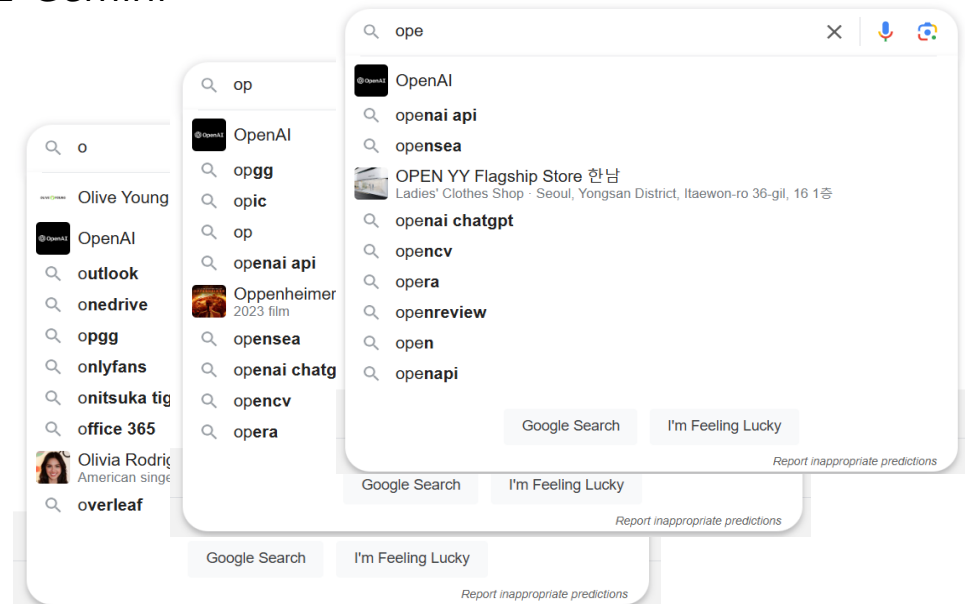 Gemini
o
Olive Young
OpenAI
outlook
onedrive
opgg
onlyfans
onitsuka tig
office 365
Olivia Rodrig
American singe
overleaf
Google Search
I'm Feeling Lucky
Report inappropriate predictions
op
OpenAI
opgg
opic
op
openai api
Oppenheimer
2023 film
opensea
openai chatg
opencv
opera
Google Search
I'm Feeling Lucky
Report inappropriate predictions
ope
OpenAI
OpenAI
openai api
opensea
OPEN YY Flagship Store 한남
Ladies' Clothes Shop · Seoul, Yongsan District, Itaewon-ro 36-gil, 16 1층
openai chatgpt
opencv
opera
openreview
open
openapi
Google Search
I'm Feeling Lucky
Report inappropriate predictions